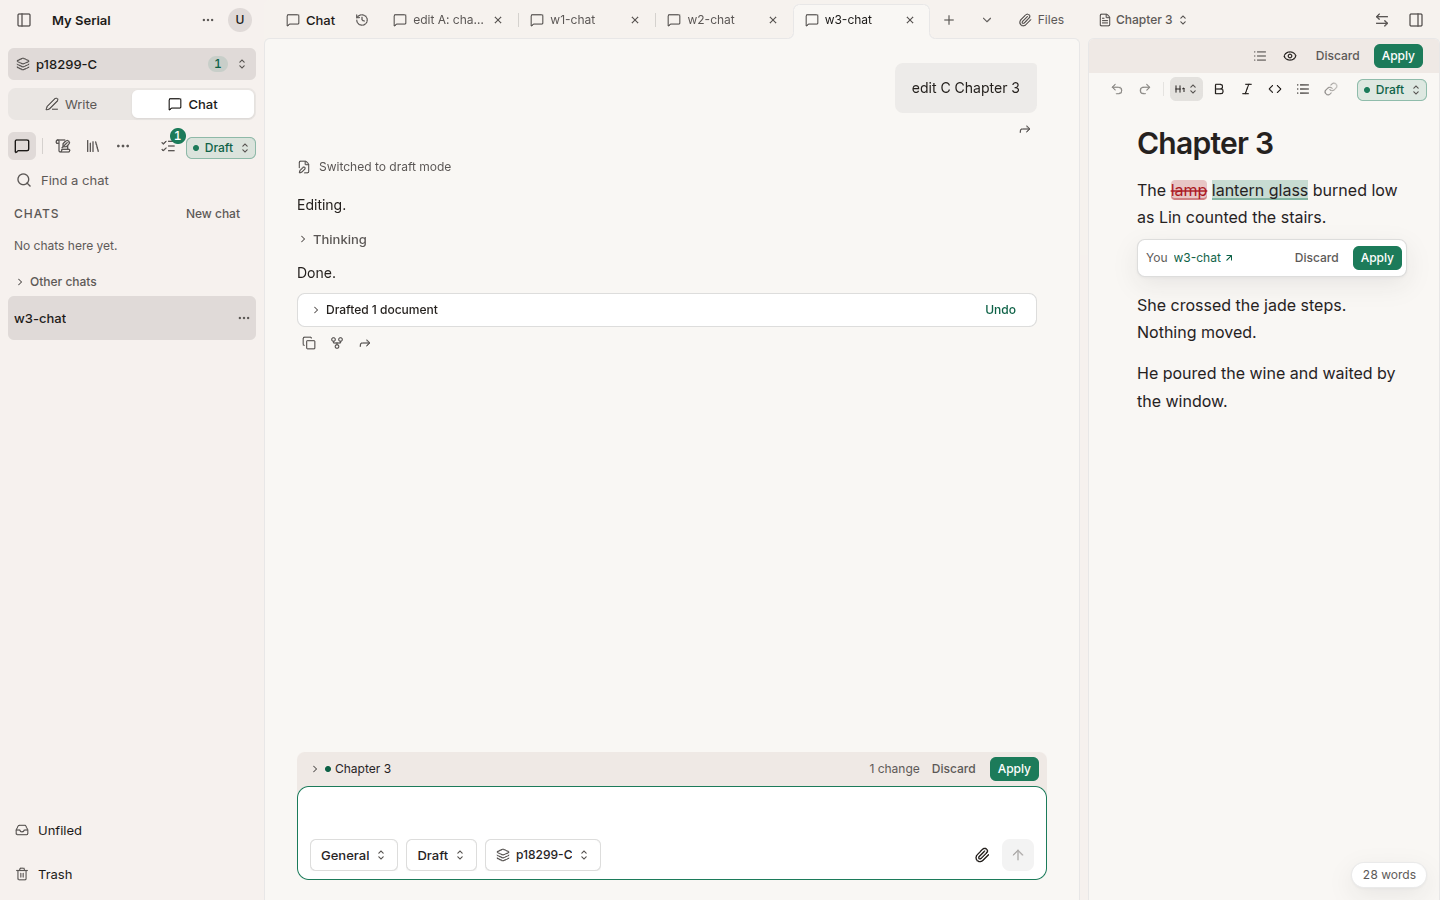 My Serial
U
p18299-C
1
Write
Chat
1
Draft
Find a chat
CHATS
New chat
No chats here yet.
Other chats
w3-chat
Unfiled
Trash
Chat
edit A: cha...
w1-chat
w2-chat
w3-chat
Files
edit C Chapter 3
Switched to draft mode
Editing.
Thinking
Done.
Drafted 1 document
Undo
Chapter 3
1 change
Discard
Apply
General
Draft
p18299-C
Chapter 3
Discard
Apply
H1
B
I
Draft
Chapter 3
The lamp lantern glass burned low
as Lin counted the stairs.
You w3-chat
Discard
Apply
She crossed the jade steps.
Nothing moved.
He poured the wine and waited by
the window.
28 words